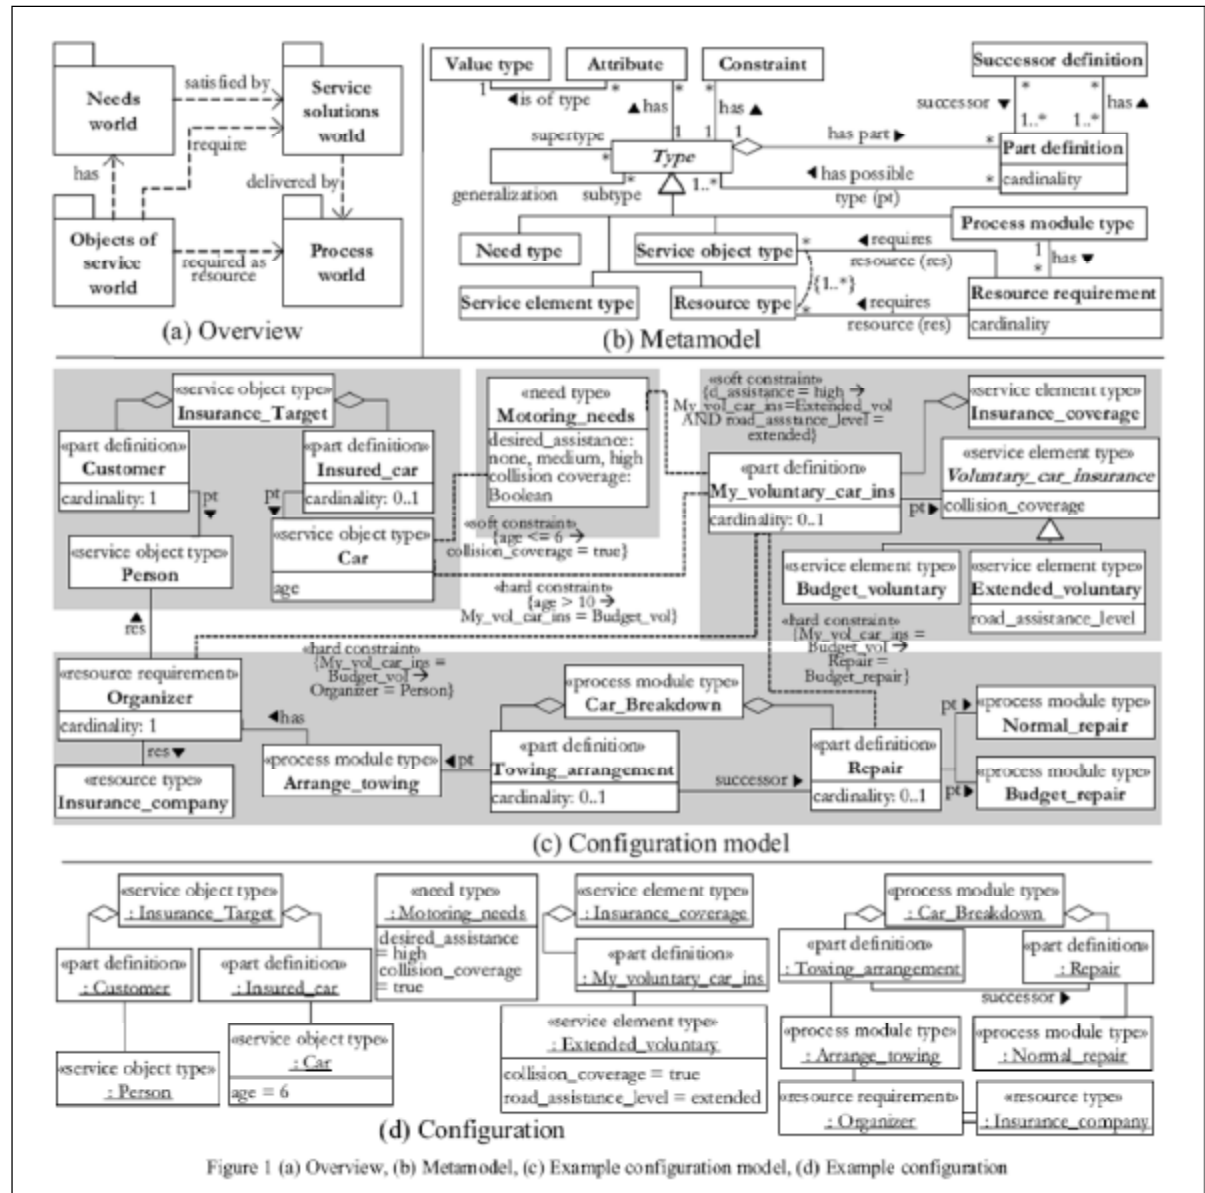 Needs
world
satisfied by
Service
solutions
world
require
has
delivered by
Objects of
service
world
required as
resource
Process
world
(a) Overview
Value type
Attribute
Constraint
Successor definition
1
*
◄is of type
▲ has
*
*
has ▲
successor ▼
*
*
has ▲
1..*
1..*
supertype
1
1
1
has part ►
*
Part definition
cardinality
Type
*
*
generalization
subtype
1..*
◄has possible
type (pt)
*
Process module type
Need type
Service object type
*
◄requires
resource (res)
1
*
has ▼
{1..*}
Service element type
Resource type
*
◄requires
resource (res)
Resource requirement
cardinality
(b) Metamodel
«service object type»
Insurance_Target
«part definition»
Customer
cardinality: 1
«part definition»
Insured_car
cardinality: 0..1
pt
▼
pt
▼
«service object type»
Person
«service object type»
Car
age
«need type»
Motoring_needs
desired_assistance:
none, medium, high
collision coverage:
Boolean
«soft constraint»
{age <= 6 →
collision_coverage = true}
«soft constraint»
{d_assistance = high →
My_vol_car_ins=Extended_vol
AND road_assistance_level =
extended}
«service element type»
Insurance_coverage
«part definition»
My_voluntary_car_ins
cardinality: 0..1
pt ►
«service element type»
Voluntary_car_insurance
collision_coverage
«service element type»
Budget_voluntary
«service element type»
Extended_voluntary
road_assistance_level
«hard constraint»
{age > 10 →
My_vol_car_ins = Budget_vol}
«hard constraint»
{My_vol_car_ins =
Budget_vol →
Repair =
Budget_repair}
▲
res
«hard constraint»
{My_vol_car_ins =
Budget_vol →
Organizer = Person}
«resource requirement»
Organizer
cardinality: 1
◄has
res▼
«resource type»
Insurance_company
«process module type»
Arrange_towing
◄pt
«process module type»
Car_Breakdown
«part definition»
Towing_arrangement
cardinality: 0..1
successor ►
«part definition»
Repair
cardinality: 0..1
pt ►
«process module type»
Normal_repair
pt ►
«process module type»
Budget_repair
(c) Configuration model
«service object type»
: Insurance_Target
«part definition»
: Customer
«part definition»
: Insured_car
«service object type»
: Person
«service object type»
: Car
age = 6
«need type»
: Motoring_needs
desired_assistance
= high
collision_coverage
= true
«service element type»
: Insurance_coverage
«part definition»
: My_voluntary_car_ins
«service element type»
: Extended_voluntary
collision_coverage = true
road_assistance_level = extended
«process module type»
: Car_Breakdown
«part definition»
: Towing_arrangement
«part definition»
: Repair
successor ►
«process module type»
: Arrange_towing
«process module type»
: Normal_repair
«resource requirement»
: Organizer
«resource type»
: Insurance_company
(d) Configuration
Figure 1 (a) Overview, (b) Metamodel, (c) Example configuration model, (d) Example configuration